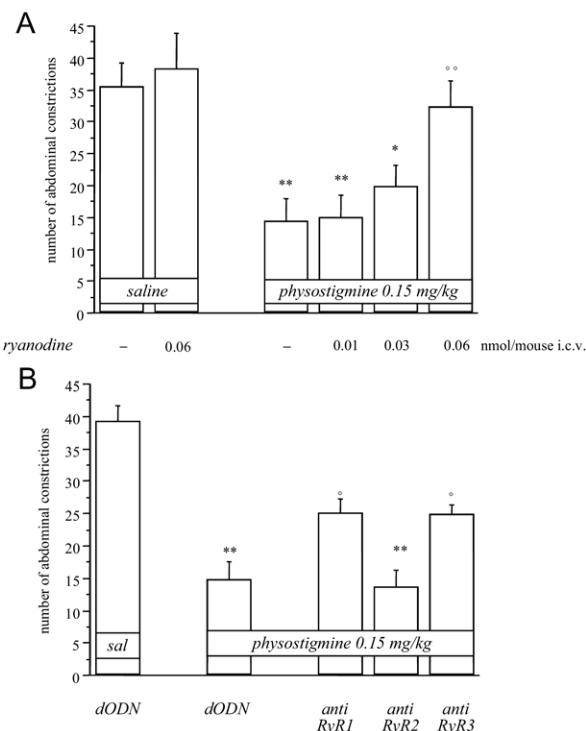 A
number of abdominal constrictions
45
40
35
30
25
20
15
10
5
0
** ** * °°
saline physostigmine 0.15 mg/kg
ryanodine – 0.06 – 0.01 0.03 0.06 nmol/mouse i.c.v.
B
number of abdominal constrictions
45
40
35
30
25
20
15
10
5
0
** ° ** °
sal physostigmine 0.15 mg/kg
dODN dODN anti anti anti
RyR1 RyR2 RyR3